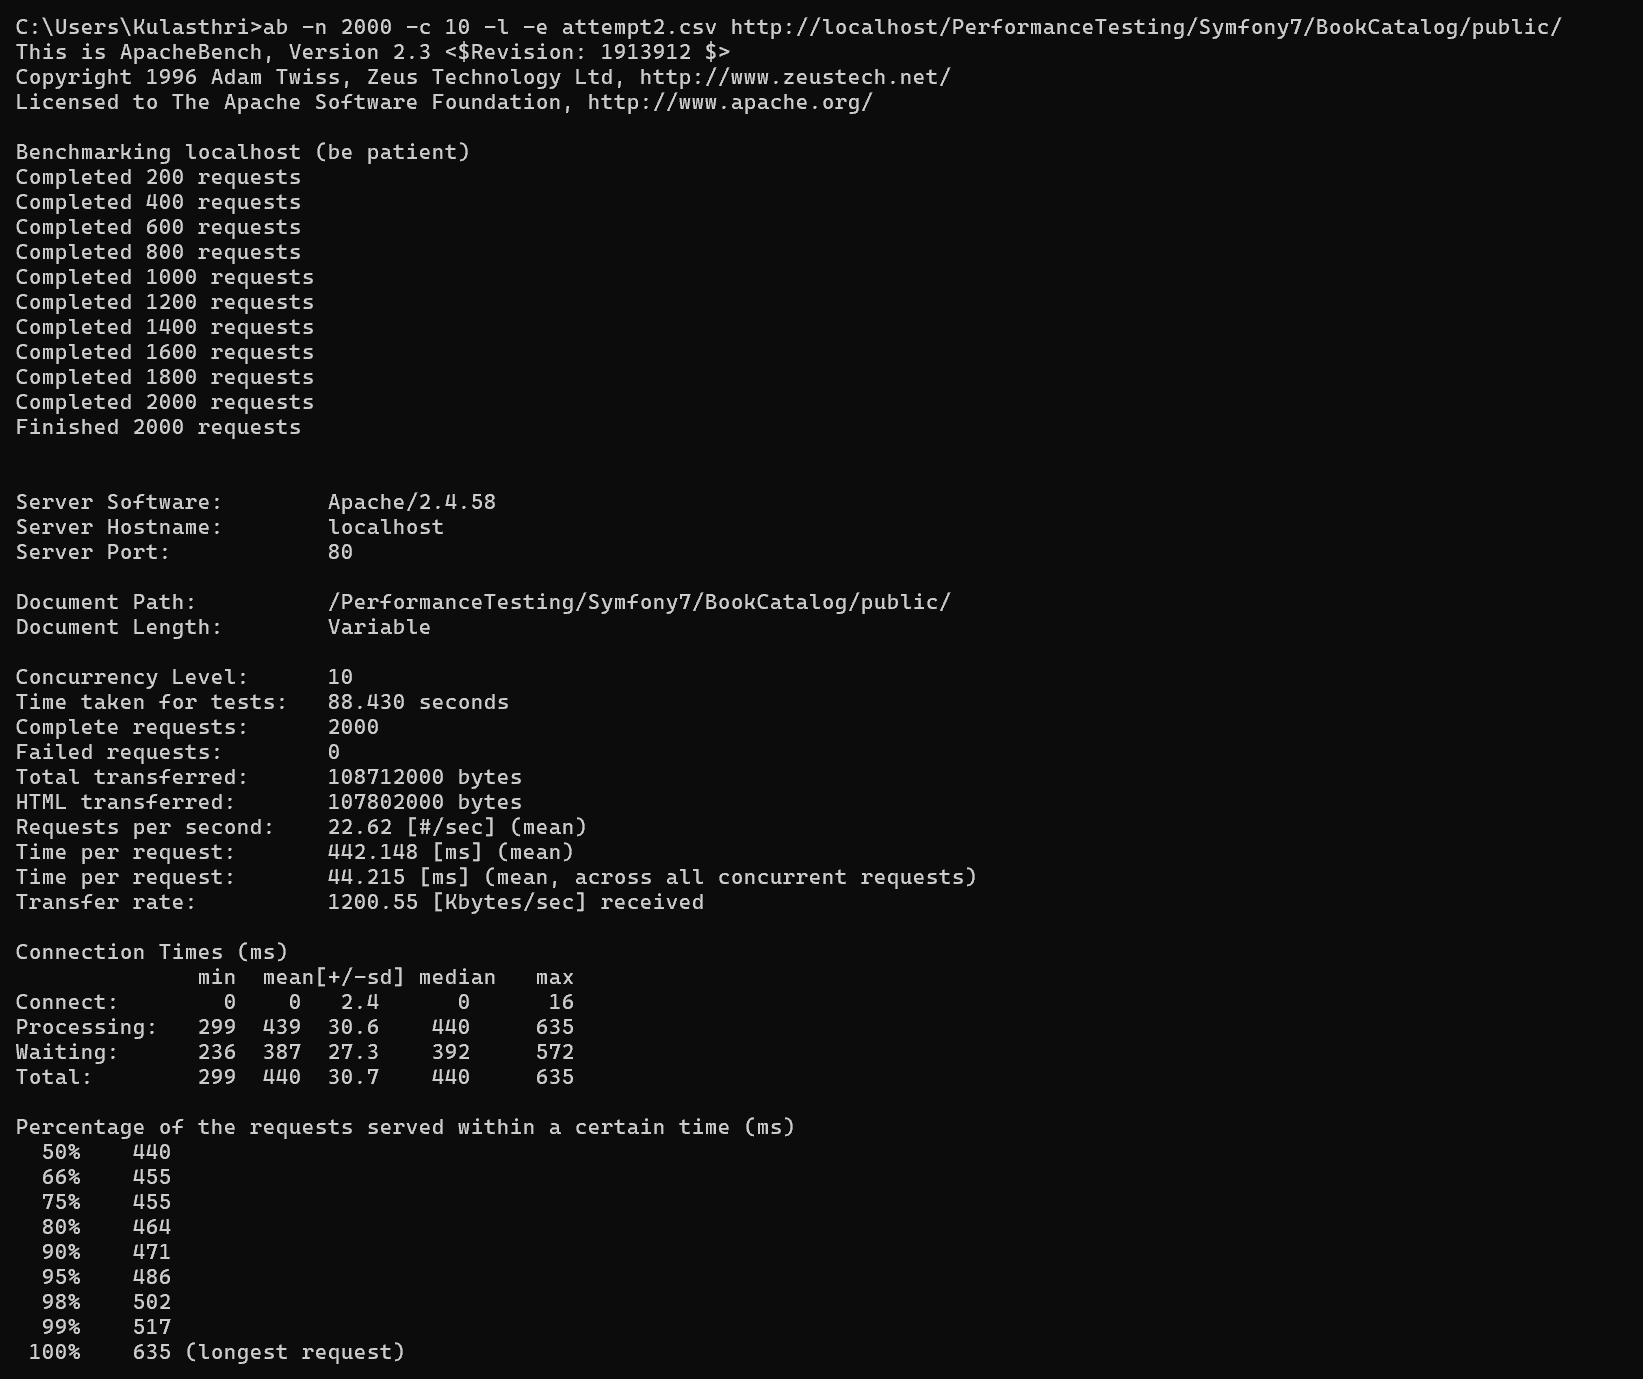 C:\Users\Kulasthri>ab -n 2000 -c 10 -l -e attempt2.csv http://localhost/PerformanceTesting/Symfony7/BookCatalog/public/
This is ApacheBench, Version 2.3 <$Revision: 1913912 $>
Copyright 1996 Adam Twiss, Zeus Technology Ltd, http://www.zeustech.net/
Licensed to The Apache Software Foundation, http://www.apache.org/

Benchmarking localhost (be patient)
Completed 200 requests
Completed 400 requests
Completed 600 requests
Completed 800 requests
Completed 1000 requests
Completed 1200 requests
Completed 1400 requests
Completed 1600 requests
Completed 1800 requests
Completed 2000 requests
Finished 2000 requests


Server Software:        Apache/2.4.58
Server Hostname:        localhost
Server Port:            80

Document Path:          /PerformanceTesting/Symfony7/BookCatalog/public/
Document Length:        Variable

Concurrency Level:      10
Time taken for tests:   88.430 seconds
Complete requests:      2000
Failed requests:        0
Total transferred:      108712000 bytes
HTML transferred:       107802000 bytes
Requests per second:    22.62 [#/sec] (mean)
Time per request:       442.148 [ms] (mean)
Time per request:       44.215 [ms] (mean, across all concurrent requests)
Transfer rate:          1200.55 [Kbytes/sec] received

Connection Times (ms)
              min  mean[+/-sd] median   max
Connect:        0    0   2.4      0      16
Processing:   299  439  30.6    440     635
Waiting:      236  387  27.3    392     572
Total:        299  440  30.7    440     635

Percentage of the requests served within a certain time (ms)
  50%    440
  66%    455
  75%    455
  80%    464
  90%    471
  95%    486
  98%    502
  99%    517
 100%    635 (longest request)